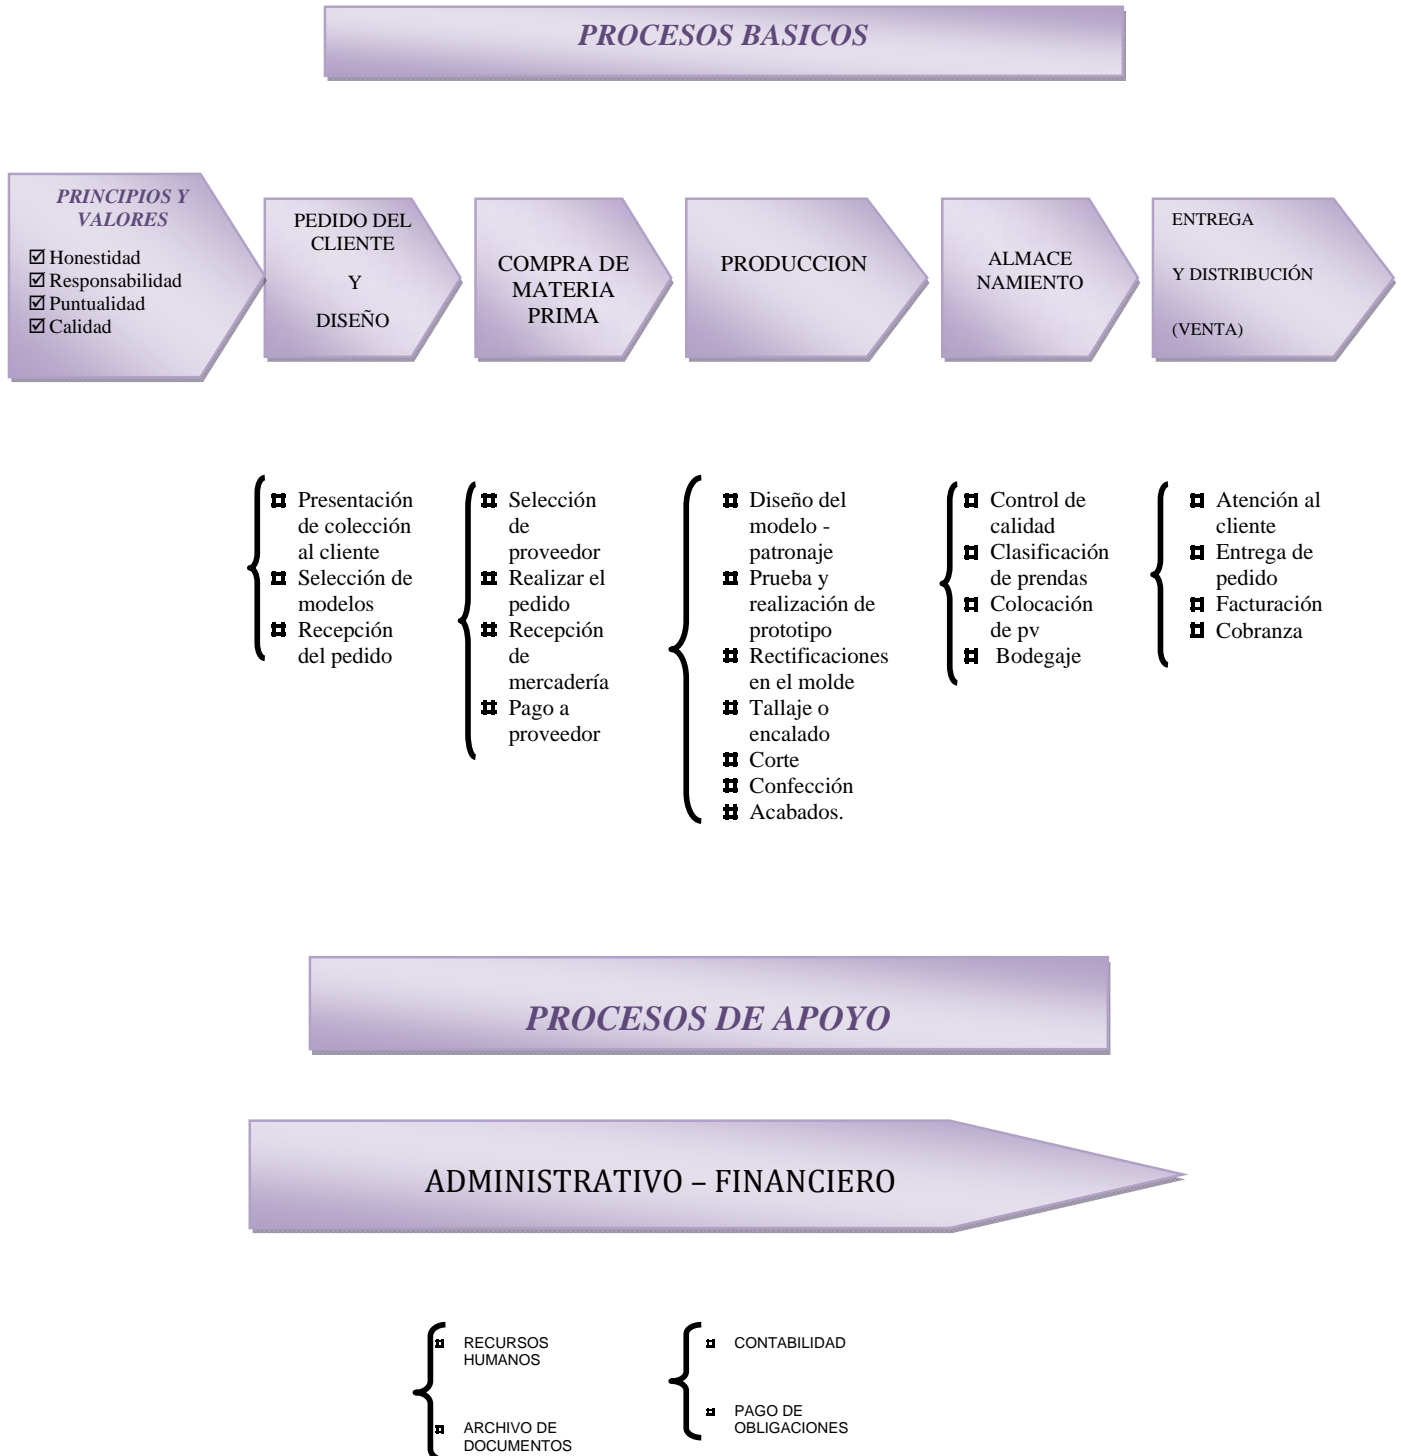 PROCESOS BASICOS
PRINCIPIOS Y
VALORES
Honestidad
Responsabilidad
Puntualidad
Calidad
PEDIDO DEL
CLIENTE
Y
DISEÑO
COMPRA DE
MATERIA
PRIMA
PRODUCCION
ALMACE
NAMIENTO
ENTREGA
Y DISTRIBUCIÓN
(VENTA)
Presentación
de colección
al cliente
Selección de
modelos
Recepción
del pedido
Selección
de
proveedor
Realizar el
pedido
Recepción
de
mercadería
Pago a
proveedor
Diseño del
modelo -
patronaje
Prueba y
realización de
prototipo
Rectificaciones
en el molde
Tallaje o
encalado
Corte
Confección
Acabados.
Control de
calidad
Clasificación
de prendas
Colocación
de pv
Bodegaje
Atención al
cliente
Entrega de
pedido
Facturación
Cobranza
PROCESOS DE APOYO
ADMINISTRATIVO – FINANCIERO
RECURSOS
HUMANOS
ARCHIVO DE
DOCUMENTOS
CONTABILIDAD
PAGO DE
OBLIGACIONES